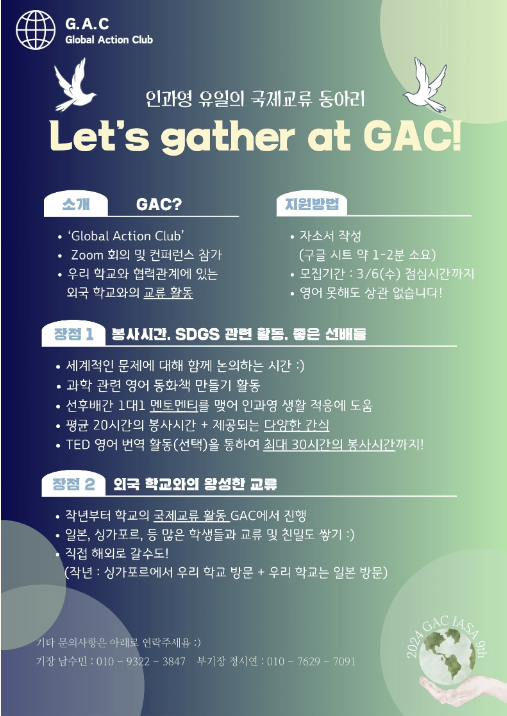 G.A.C
Global Action Club
인과영 유일의 국제교류 동아리
Let's gather at GAC!
소개 GAC?
• 'Global Action Club'
• Zoom 회의 및 컨퍼런스 참가
• 우리 학교와 협력관계에 있는
외국 학교와의 교류 활동
지원방법
• 자소서 작성
(구글 시트 약 1-2분 소요)
• 모집기간 : 3/6(수) 점심시간까지
• 영어 못해도 상관 없습니다!
장점 1 봉사시간, SDGS 관련 활동, 좋은 선배들
• 세계적인 문제에 대해 함께 논의하는 시간 :)
• 과학 관련 영어 동화책 만들기 활동
• 선후배간 1대1 멘토멘티를 맺어 인과영 생활 적응에 도움
• 평균 20시간의 봉사시간 + 제공되는 다양한 간식
• TED 영어 번역 활동(선택)을 통하여 최대 30시간의 봉사시간까지!
장점 2 외국 학교와의 왕성한 교류
• 작년부터 학교의 국제교류 활동 GAC에서 진행
• 일본, 싱가포르, 등 많은 학생들과 교류 및 친밀도 쌓기 :)
• 직접 해외로 갈수도!
(작년 : 싱가포르에서 우리 학교 방문 + 우리 학교는 일본 방문)
기타 문의사항은 아래로 연락주세용 :)
기장 남수민 : 010 - 9322 - 3847 부기장 정시연 : 010 - 7629 - 7091
2024 GAC IASA 9th